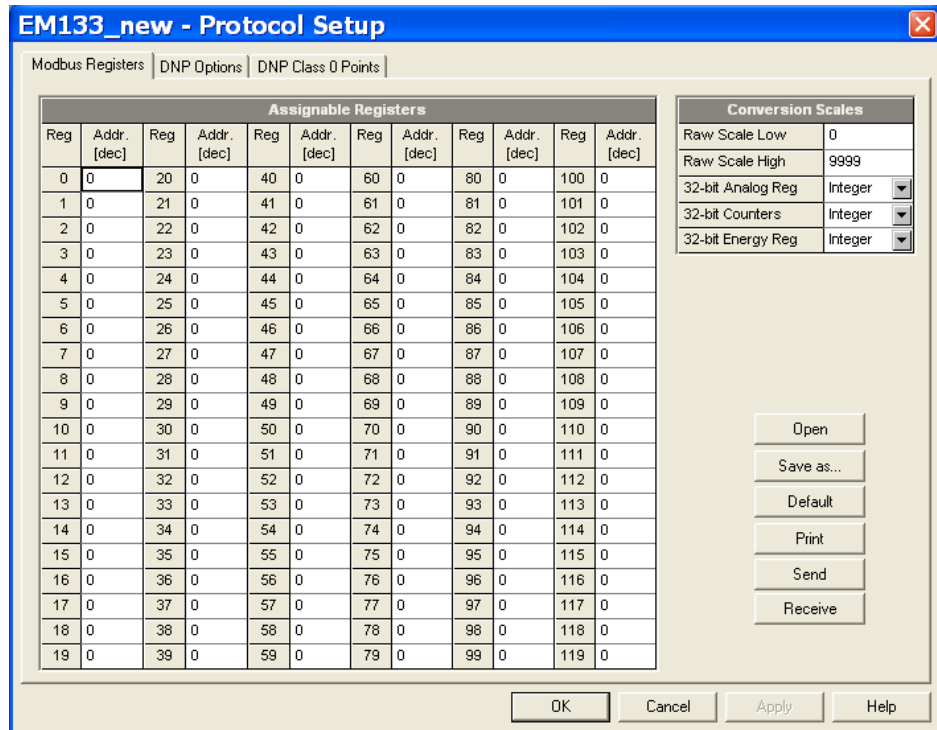 EM133_new - Protocol Setup
Modbus Registers DNP Options DNP Class 0 Points
Assignable Registers
Reg Addr. [dec] Reg Addr. [dec] Reg Addr. [dec] Reg Addr. [dec] Reg Addr. [dec] Reg Addr. [dec]
0 0 20 0 40 0 60 0 80 0 100 0
1 0 21 0 41 0 61 0 81 0 101 0
2 0 22 0 42 0 62 0 82 0 102 0
3 0 23 0 43 0 63 0 83 0 103 0
4 0 24 0 44 0 64 0 84 0 104 0
5 0 25 0 45 0 65 0 85 0 105 0
6 0 26 0 46 0 66 0 86 0 106 0
7 0 27 0 47 0 67 0 87 0 107 0
8 0 28 0 48 0 68 0 88 0 108 0
9 0 29 0 49 0 69 0 89 0 109 0
10 0 30 0 50 0 70 0 90 0 110 0
11 0 31 0 51 0 71 0 91 0 111 0
12 0 32 0 52 0 72 0 92 0 112 0
13 0 33 0 53 0 73 0 93 0 113 0
14 0 34 0 54 0 74 0 94 0 114 0
15 0 35 0 55 0 75 0 95 0 115 0
16 0 36 0 56 0 76 0 96 0 116 0
17 0 37 0 57 0 77 0 97 0 117 0
18 0 38 0 58 0 78 0 98 0 118 0
19 0 39 0 59 0 79 0 99 0 119 0
Conversion Scales
Raw Scale Low 0
Raw Scale High 9999
32-bit Analog Reg Integer
32-bit Counters Integer
32-bit Energy Reg Integer
Open
Save as...
Default
Print
Send
Receive
OK Cancel Apply Help